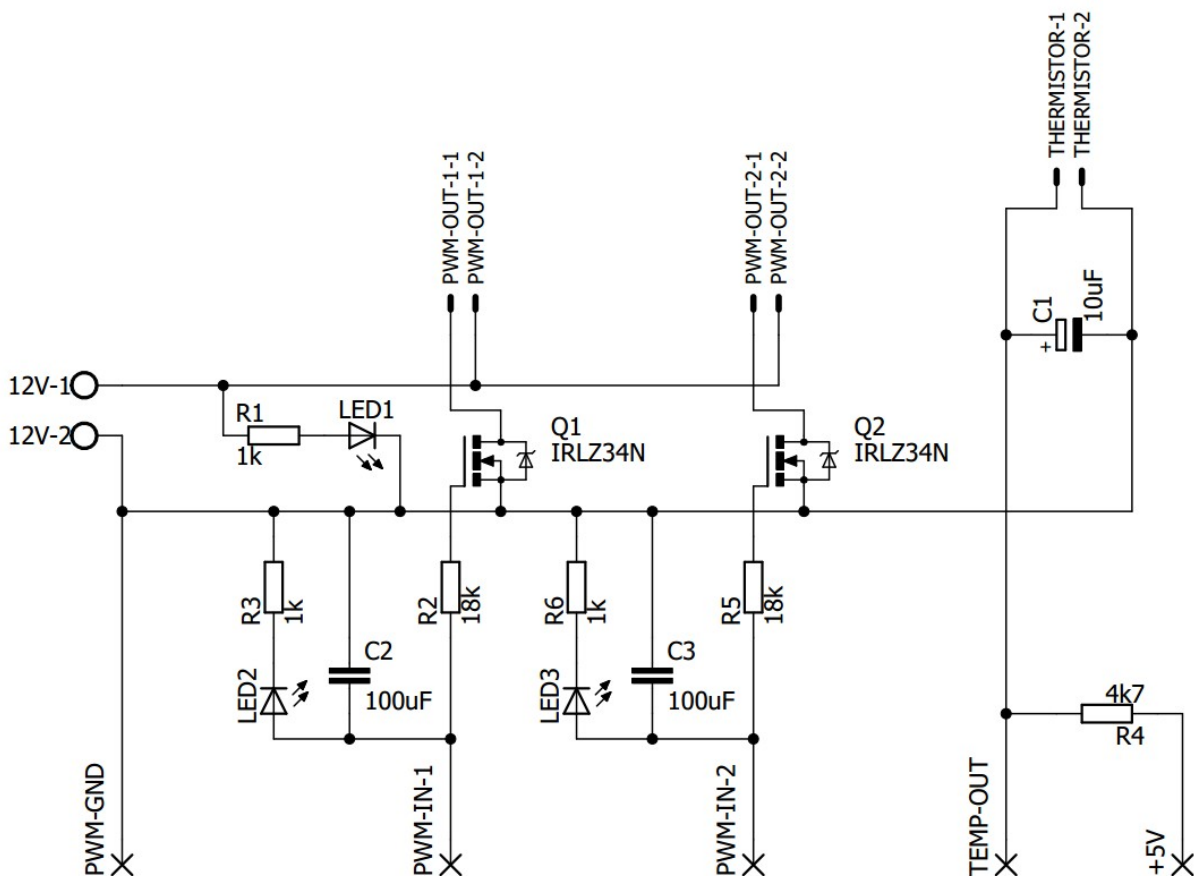 THERMISTOR-1
THERMISTOR-2
PWM-OUT-1-1
PWM-OUT-1-2
PWM-OUT-2-1
PWM-OUT-2-2
C1
10uF
+
12V-1
12V-2
R1
1k
LED1
Q1
IRLZ34N
Q2
IRLZ34N
R3
1k
R2
18k
R6
1k
R5
18k
LED2
C2
100uF
LED3
C3
100uF
4k7
R4
PWM-GND
PWM-IN-1
PWM-IN-2
TEMP-OUT
+5V